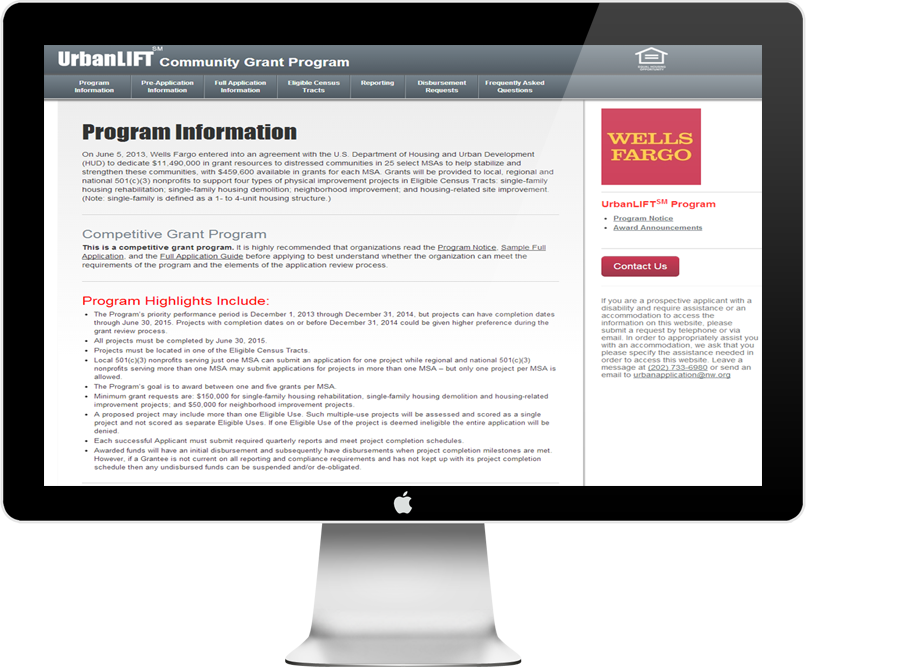 UrbanLIFT SM Community Grant Program
Program Information
Pre-Application Information
Full Application Information
Eligible Census Tracts
Reporting
Disbursement Requests
Frequently Asked Questions
Program Information
On June 5, 2013, Wells Fargo entered into an agreement with the U.S. Department of Housing and Urban Development
(HUD) to dedicate $11,490,000 in grant resources to distressed communities in 25 select MSAs to help stabilize and
strengthen these communities, with $459,600 available in grants for each MSA. Grants will be provided to local, regional and
national 501(c)(3) nonprofits to support four types of physical improvement projects in Eligible Census Tracts: single-family
housing rehabilitation; single-family housing demolition; neighborhood improvement; and housing-related site improvement.
(Note: single-family is defined as a 1- to 4-unit housing structure.)
Competitive Grant Program
This is a competitive grant program. It is highly recommended that organizations read the Program Notice, Sample Full
Application, and the Full Application Guide before applying to best understand whether the organization can meet the
requirements of the program and the elements of the application review process.
Program Highlights Include:
• The Program's priority performance period is December 1, 2013 through December 31, 2014, but projects can have completion dates
through June 30, 2015. Projects with completion dates on or before December 31, 2014 could be given higher preference during the
grant review process.
• All projects must be completed by June 30, 2015.
• Projects must be located in one of the Eligible Census Tracts.
• Local 501(c)(3) nonprofits serving just one MSA can submit an application for one project while regional and national 501(c)(3)
nonprofits serving more than one MSA may submit applications for projects in more than one MSA – but only one project per MSA is
allowed.
• The Program's goal is to award between one and five grants per MSA.
• Minimum grant requests are: $150,000 for single-family housing rehabilitation, single-family housing demolition and housing-related
improvement projects; and $50,000 for neighborhood improvement projects.
• A proposed project may include more than one Eligible Use. Such multiple-use projects will be assessed and scored as a single
project and not scored as separate Eligible Uses. If one Eligible Use of the project is deemed ineligible the entire application will be
denied.
• Each successful Applicant must submit required quarterly reports and meet project completion schedules.
• Awarded funds will have an initial disbursement and subsequently have disbursements when project completion milestones are met.
However, if a Grantee is not current on all reporting and compliance requirements and has not kept up with its project completion
schedule then any undisbursed funds can be suspended and/or de-obligated.
WELLS
FARGO
UrbanLIFT SM Program
• Program Notice
• Award Announcements
Contact Us
If you are a prospective applicant with a
disability and require assistance or an
accommodation to access the
information on this website, please
submit a request by telephone or via
email. In order to appropriately assist you
with an accommodation, we ask that you
please specify the assistance needed in
order to access this website. Leave a
message at (202) 733-6980 or send an
email to urbanapplication@nw.org